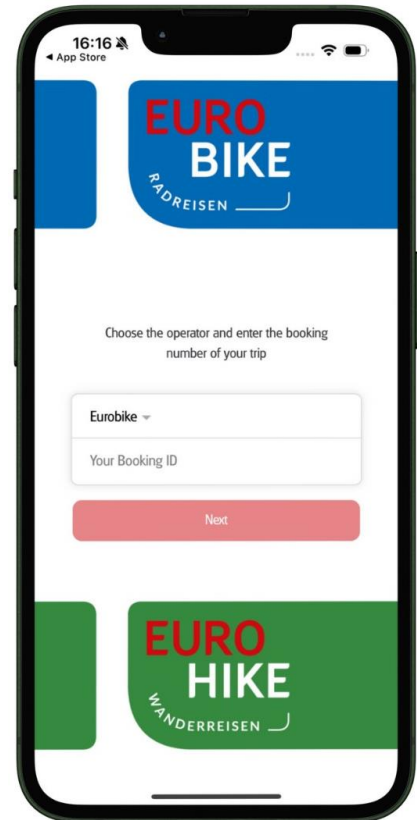 16:16
◀ App Store
EURO
BIKE
RADREISEN
Choose the operator and enter the booking
number of your trip
Eurobike
Your Booking ID
Next
EURO
HIKE
WANDERREISEN